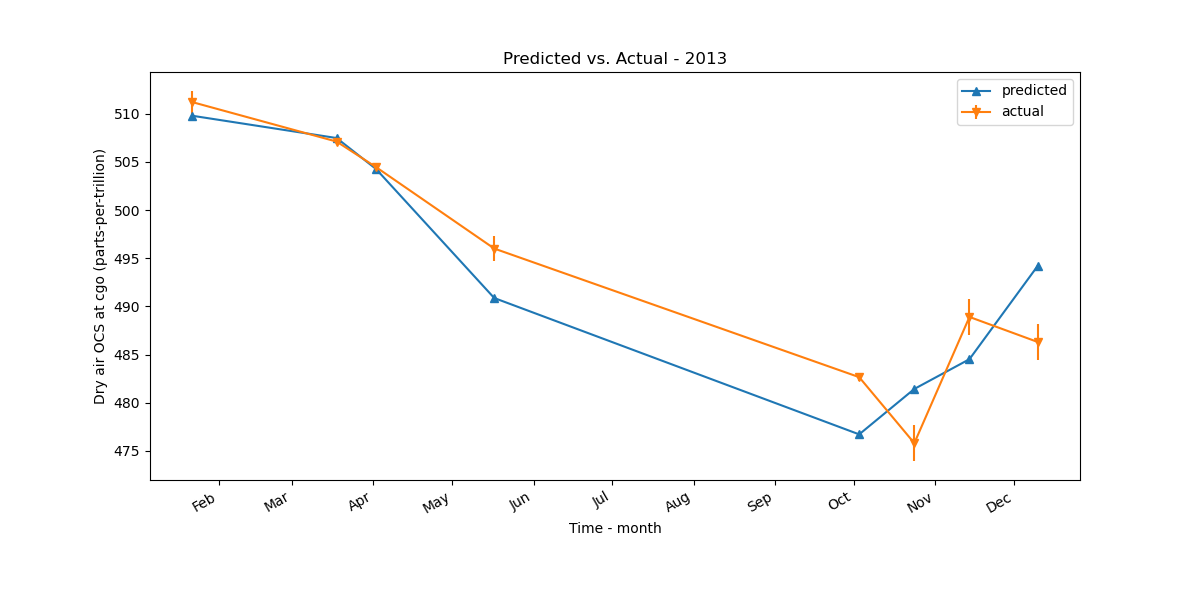 Predicted vs. Actual - 2013
predicted
actual
Dry air OCS at cgo (parts-per-trillion)
510
505
500
495
490
485
480
475
Feb
Mar
Apr
May
Jun
Jul
Aug
Sep
Oct
Nov
Dec
Time - month